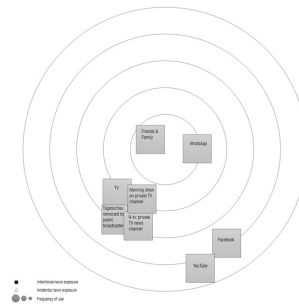 Friends &
Family
WhatsApp
TV
Morning show
on private TV
channel
Tagesschau:
newscast by
public
broadcaster
N-tv: private
TV news
channel
Facebook
YouTube
Intentional news exposure
Incidental news exposure
Frequency of use